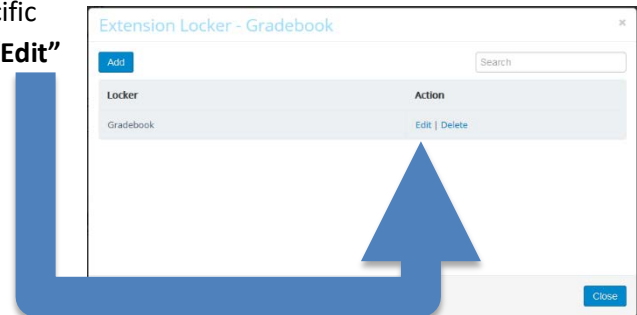 cific
Edit”
Extension Locker - Gradebook ×
Add Search
Locker Action
Gradebook Edit | Delete
Close